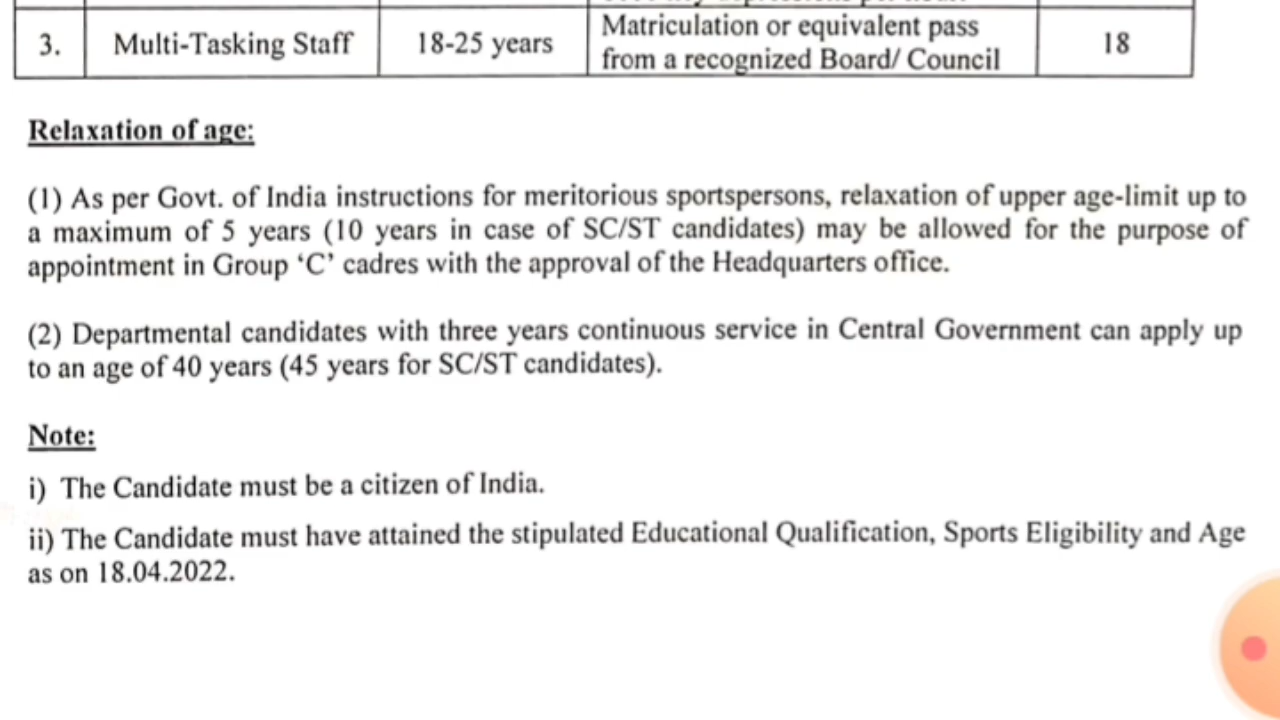 3. Multi-Tasking Staff 18-25 years Matriculation or equivalent pass from a recognized Board/ Council 18
Relaxation of age:
(1) As per Govt. of India instructions for meritorious sportspersons, relaxation of upper age-limit up to
a maximum of 5 years (10 years in case of SC/ST candidates) may be allowed for the purpose of
appointment in Group ‘C’ cadres with the approval of the Headquarters office.
(2) Departmental candidates with three years continuous service in Central Government can apply up
to an age of 40 years (45 years for SC/ST candidates).
Note:
i) The Candidate must be a citizen of India.
ii) The Candidate must have attained the stipulated Educational Qualification, Sports Eligibility and Age
as on 18.04.2022.